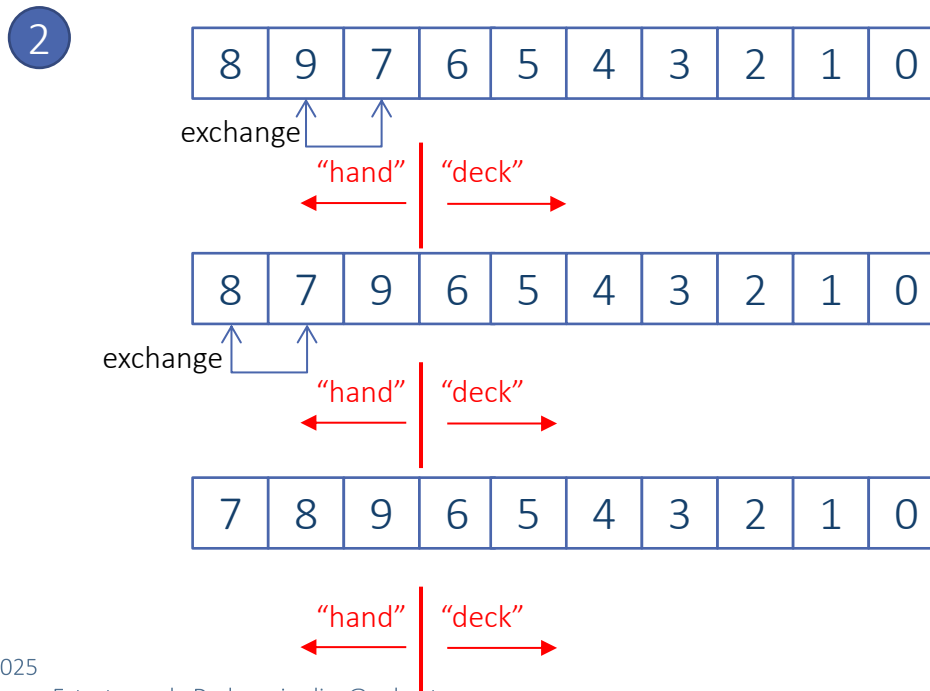 2
8 9 7 6 5 4 3 2 1 0
exchange
“hand” “deck”
8 7 9 6 5 4 3 2 1 0
exchange
“hand” “deck”
7 8 9 6 5 4 3 2 1 0
“hand” “deck”
025